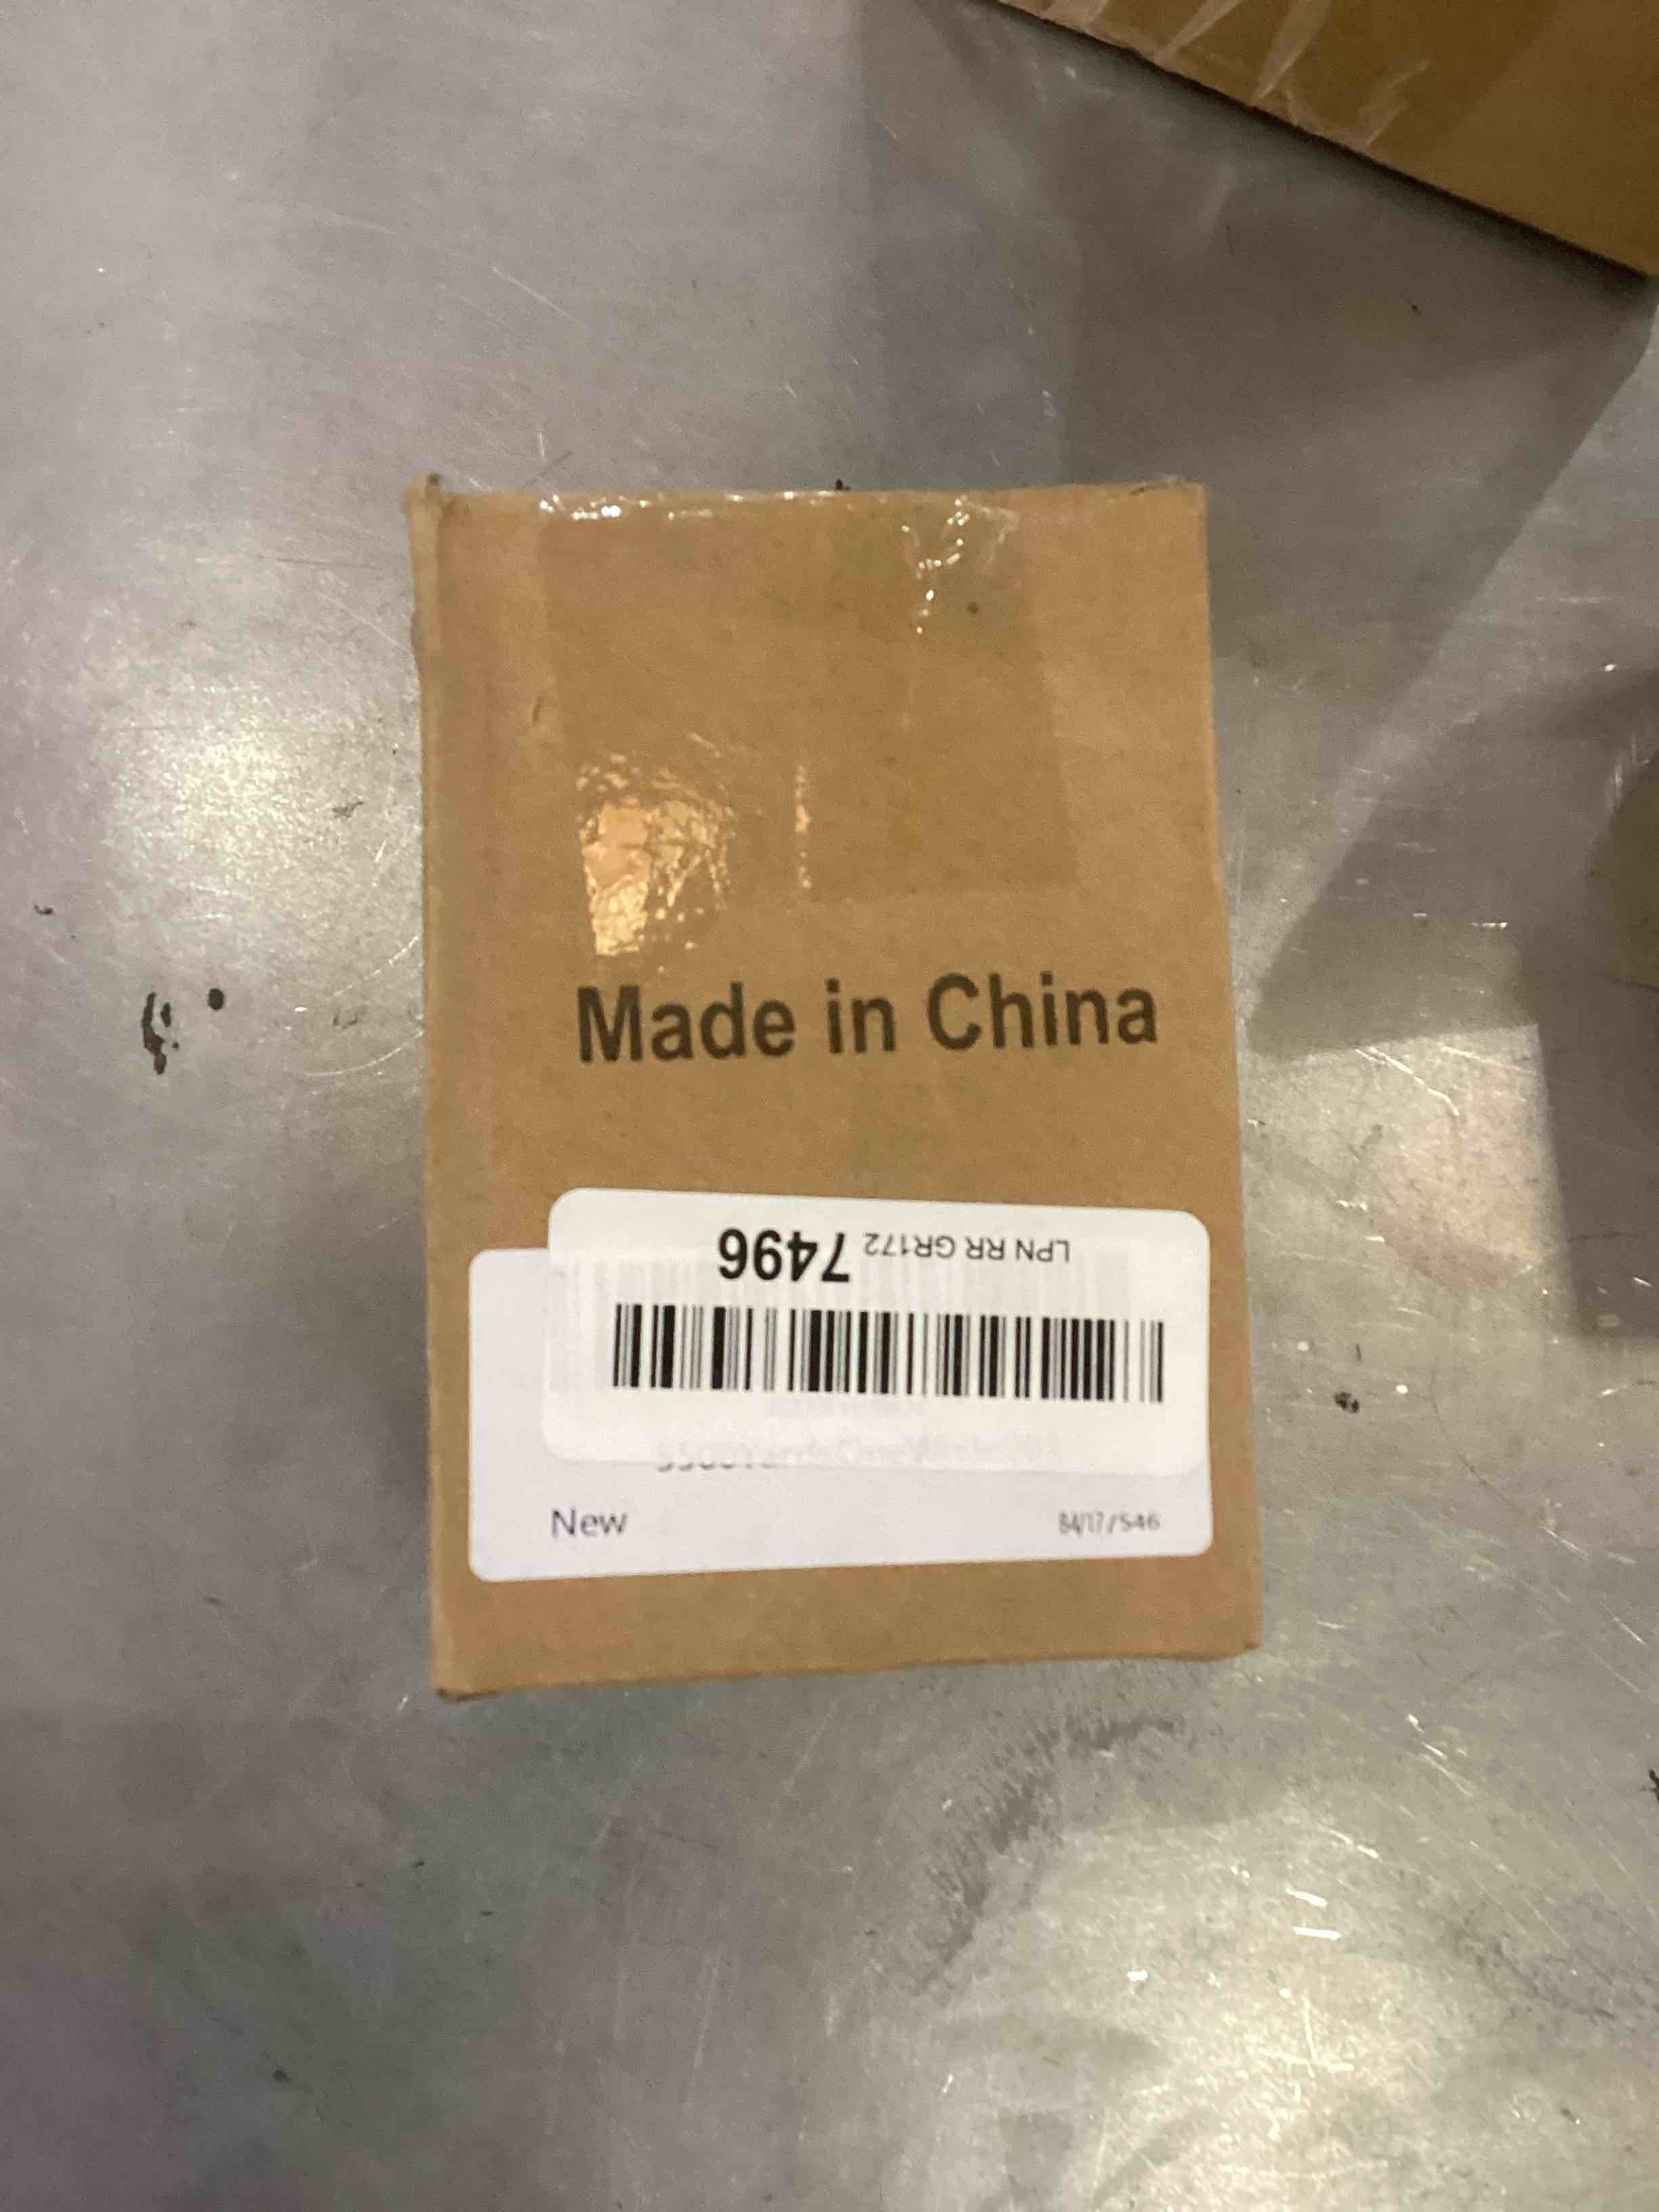 Made in China
LPN RR GR172 7496
New